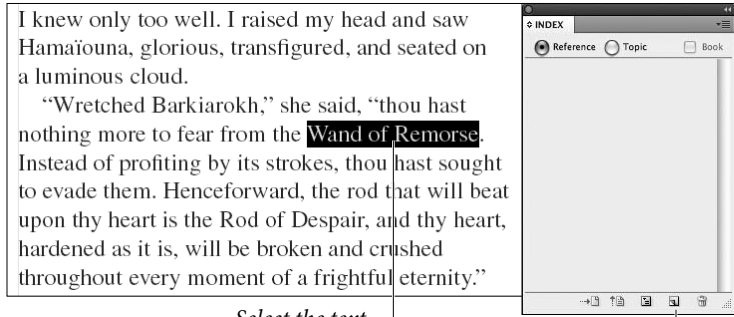 I knew only too well. I raised my head and saw
Hamaïouna, glorious, transfigured, and seated on
a luminous cloud.
“Wretched Barkiarokh,” she said, “thou hast
nothing more to fear from the Wand of Remorse.
Instead of profiting by its strokes, thou hast sought
to evade them. Henceforward, the rod that will beat
upon thy heart is the Rod of Despair, and thy heart,
hardened as it is, will be broken and crushed
throughout every moment of a frightful eternity.”
INDEX
Reference Topic Book
Select the text